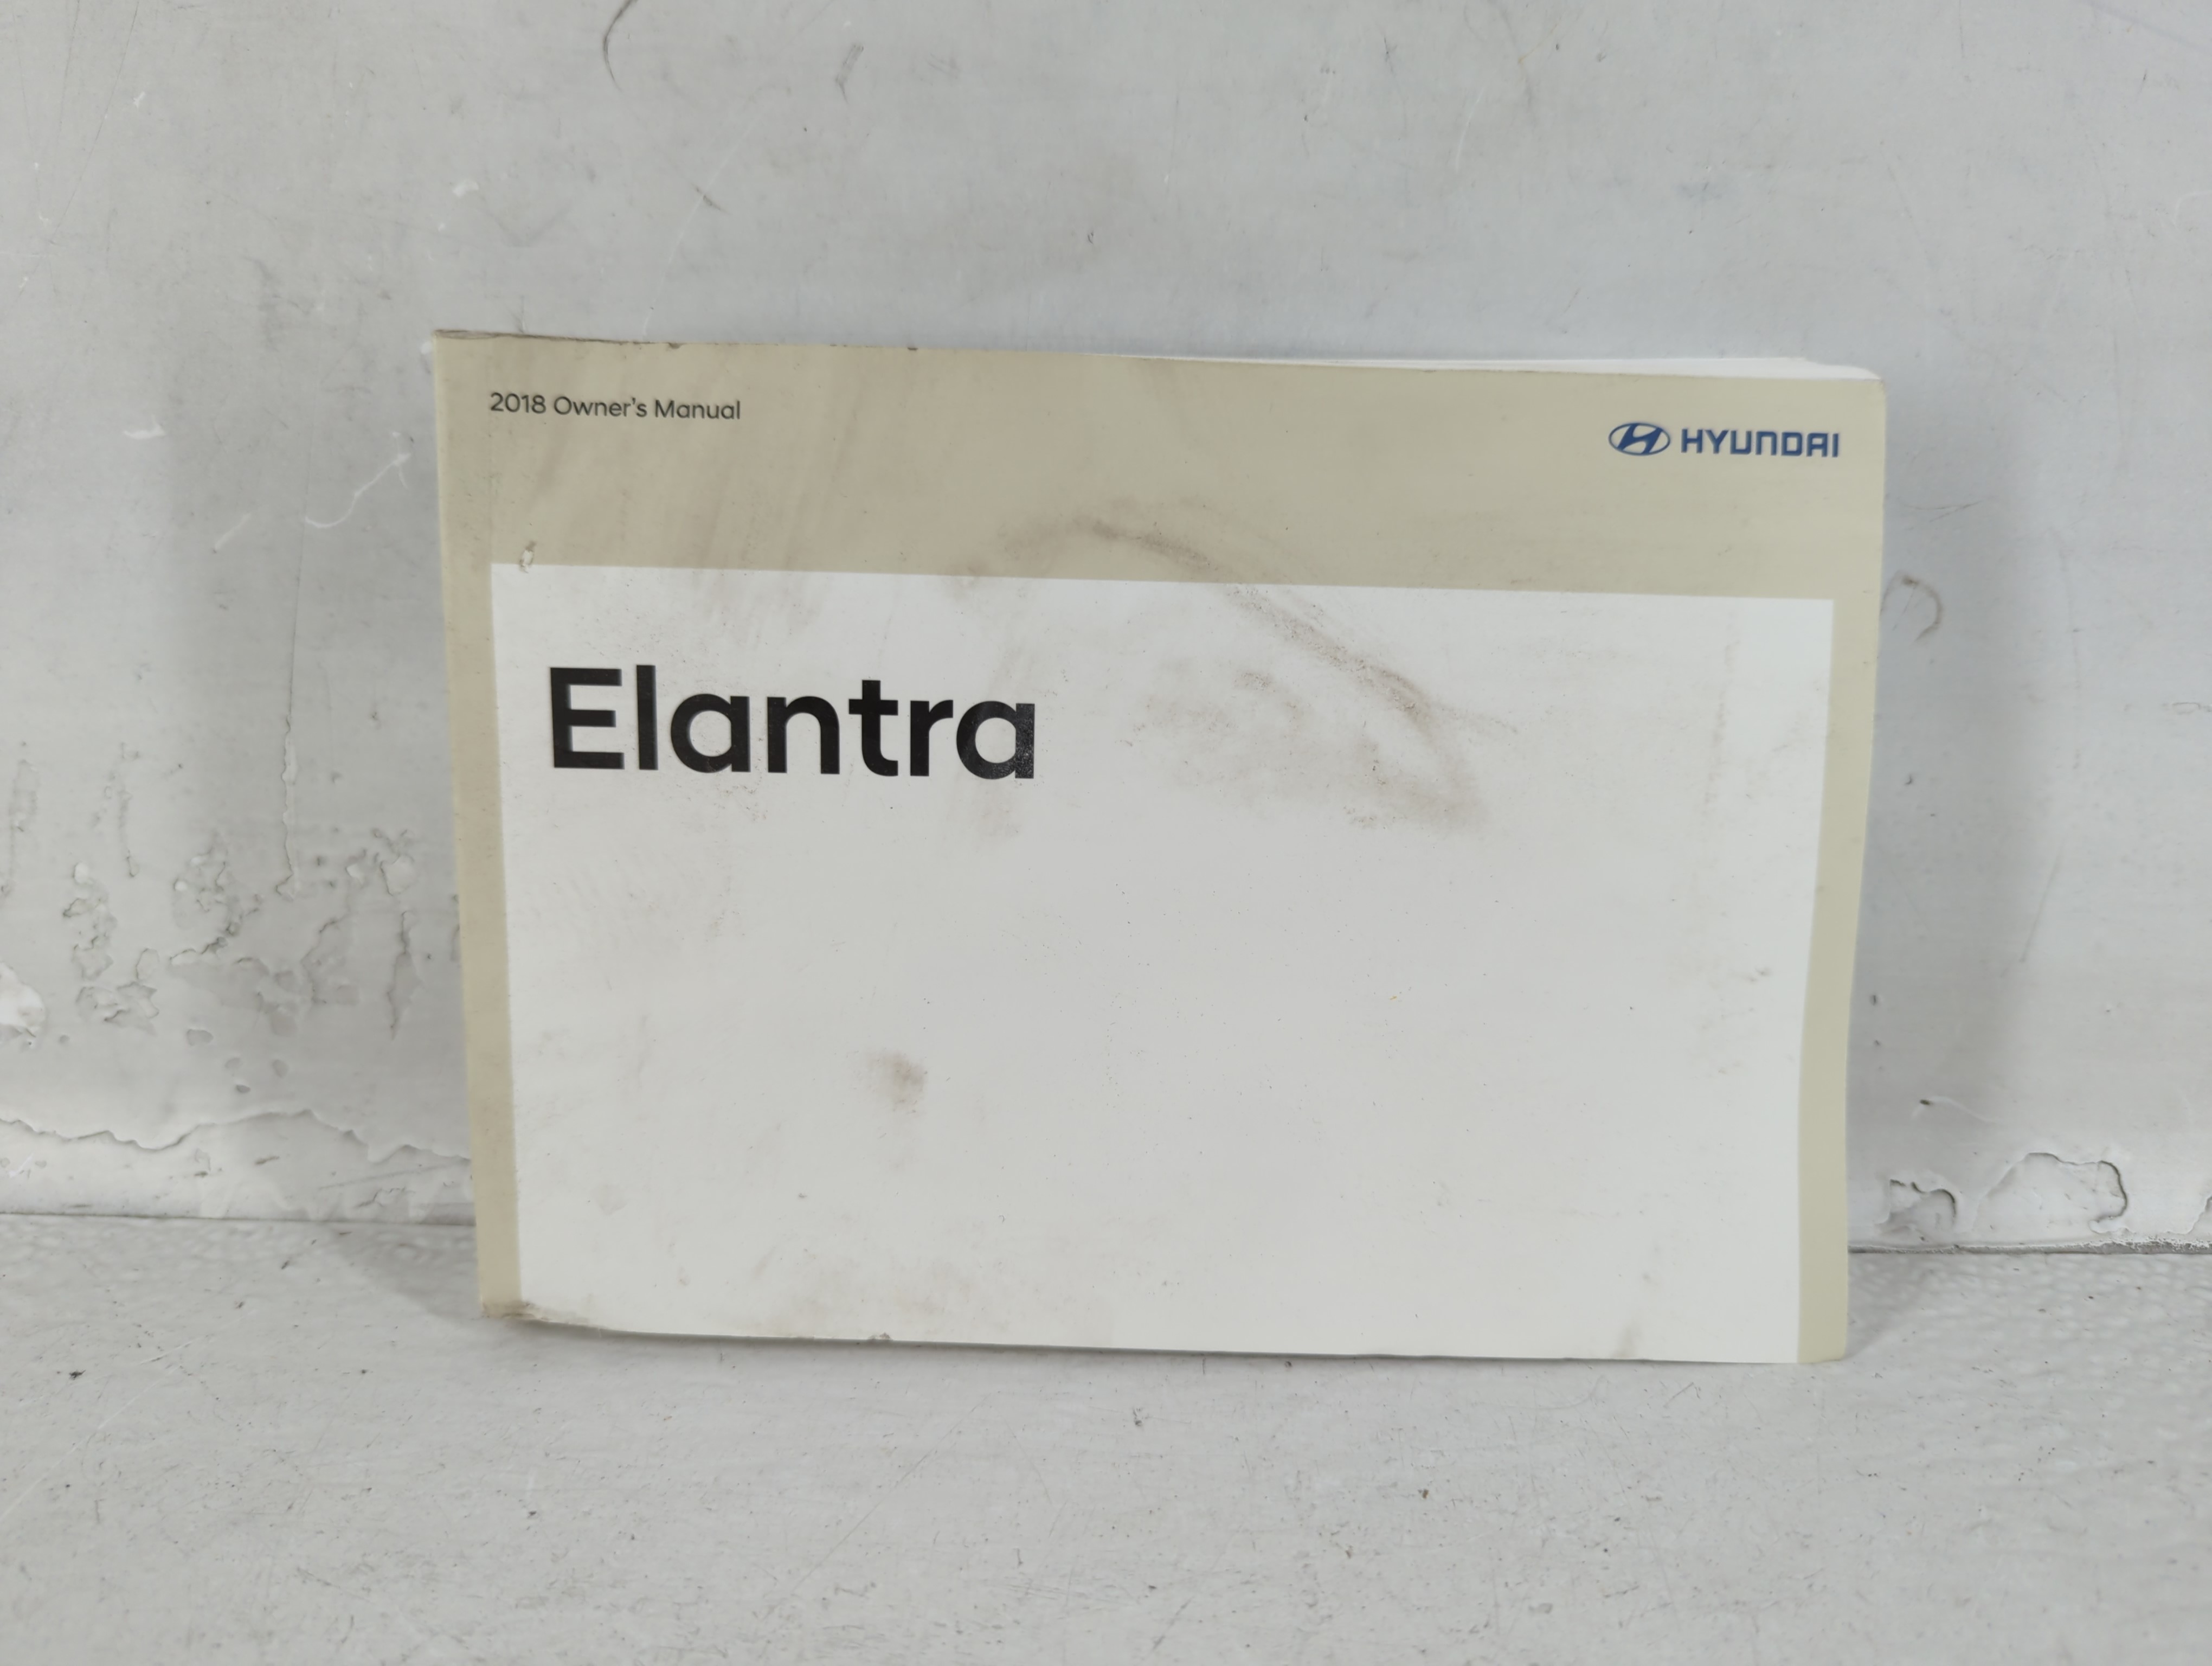 2018 Owner's Manual
HYUNDAI
Elantra